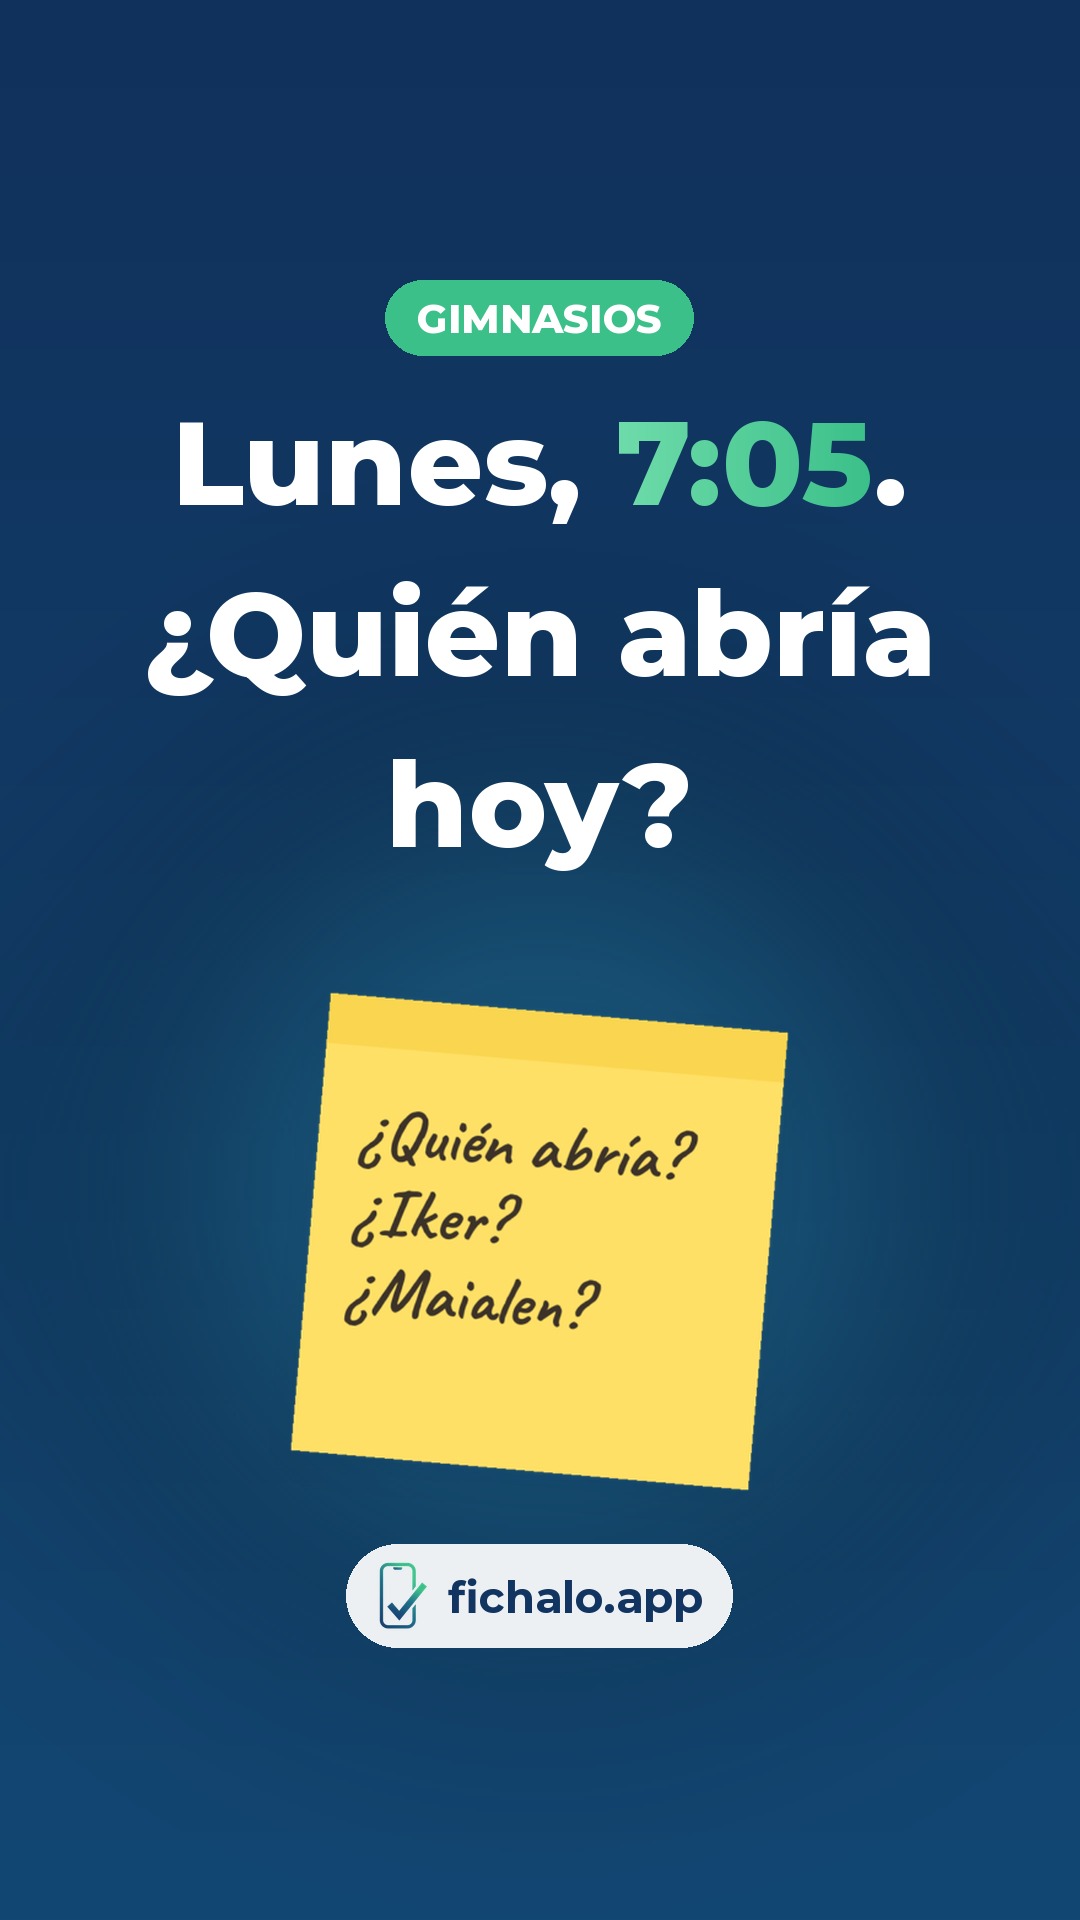 GIMNASIOS
Lunes, 7:05.
¿Quién abría
hoy?
¿Quién abría?
¿Iker?
¿Maialen?
fichalo.app